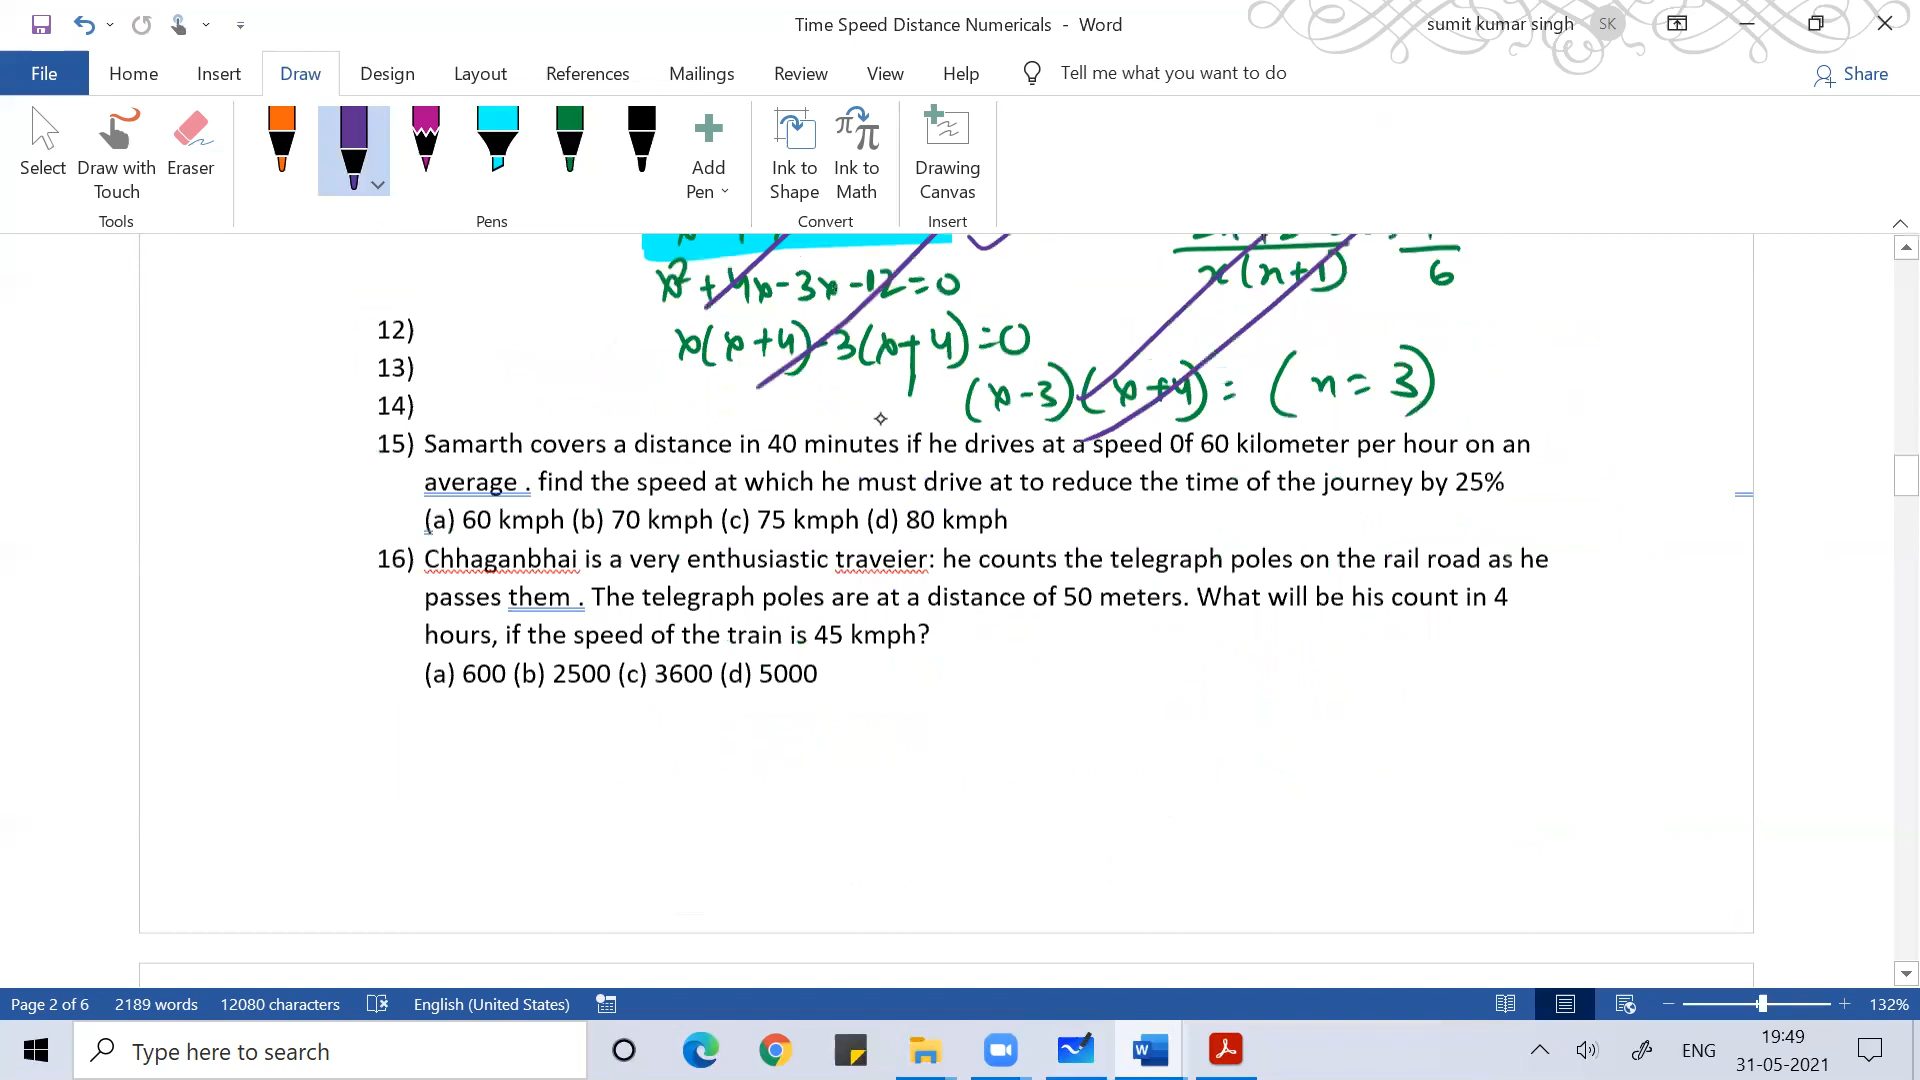 Time Speed Distance Numericals - Word
sumit kumar singh SK
File Home Insert Draw Design Layout References Mailings Review View Help Tell me what you want to do Share
Select Draw with Touch Eraser Add Pen Ink to Shape Ink to Math Drawing Canvas
Tools Pens Convert Insert
x(n+1) 6
x²+4x-3x-12=0
12)
x(x+4)-3(x+4)=0
13)
(x-3)(x+4)= (n=3)
14)
15) Samarth covers a distance in 40 minutes if he drives at a speed 0f 60 kilometer per hour on an
average . find the speed at which he must drive at to reduce the time of the journey by 25%
(a) 60 kmph (b) 70 kmph (c) 75 kmph (d) 80 kmph
16) Chhaganbhai is a very enthusiastic traveier: he counts the telegraph poles on the rail road as he
passes them . The telegraph poles are at a distance of 50 meters. What will be his count in 4
hours, if the speed of the train is 45 kmph?
(a) 600 (b) 2500 (c) 3600 (d) 5000
Page 2 of 6 2189 words 12080 characters English (United States) 132%
Type here to search
ENG
19:49
31-05-2021